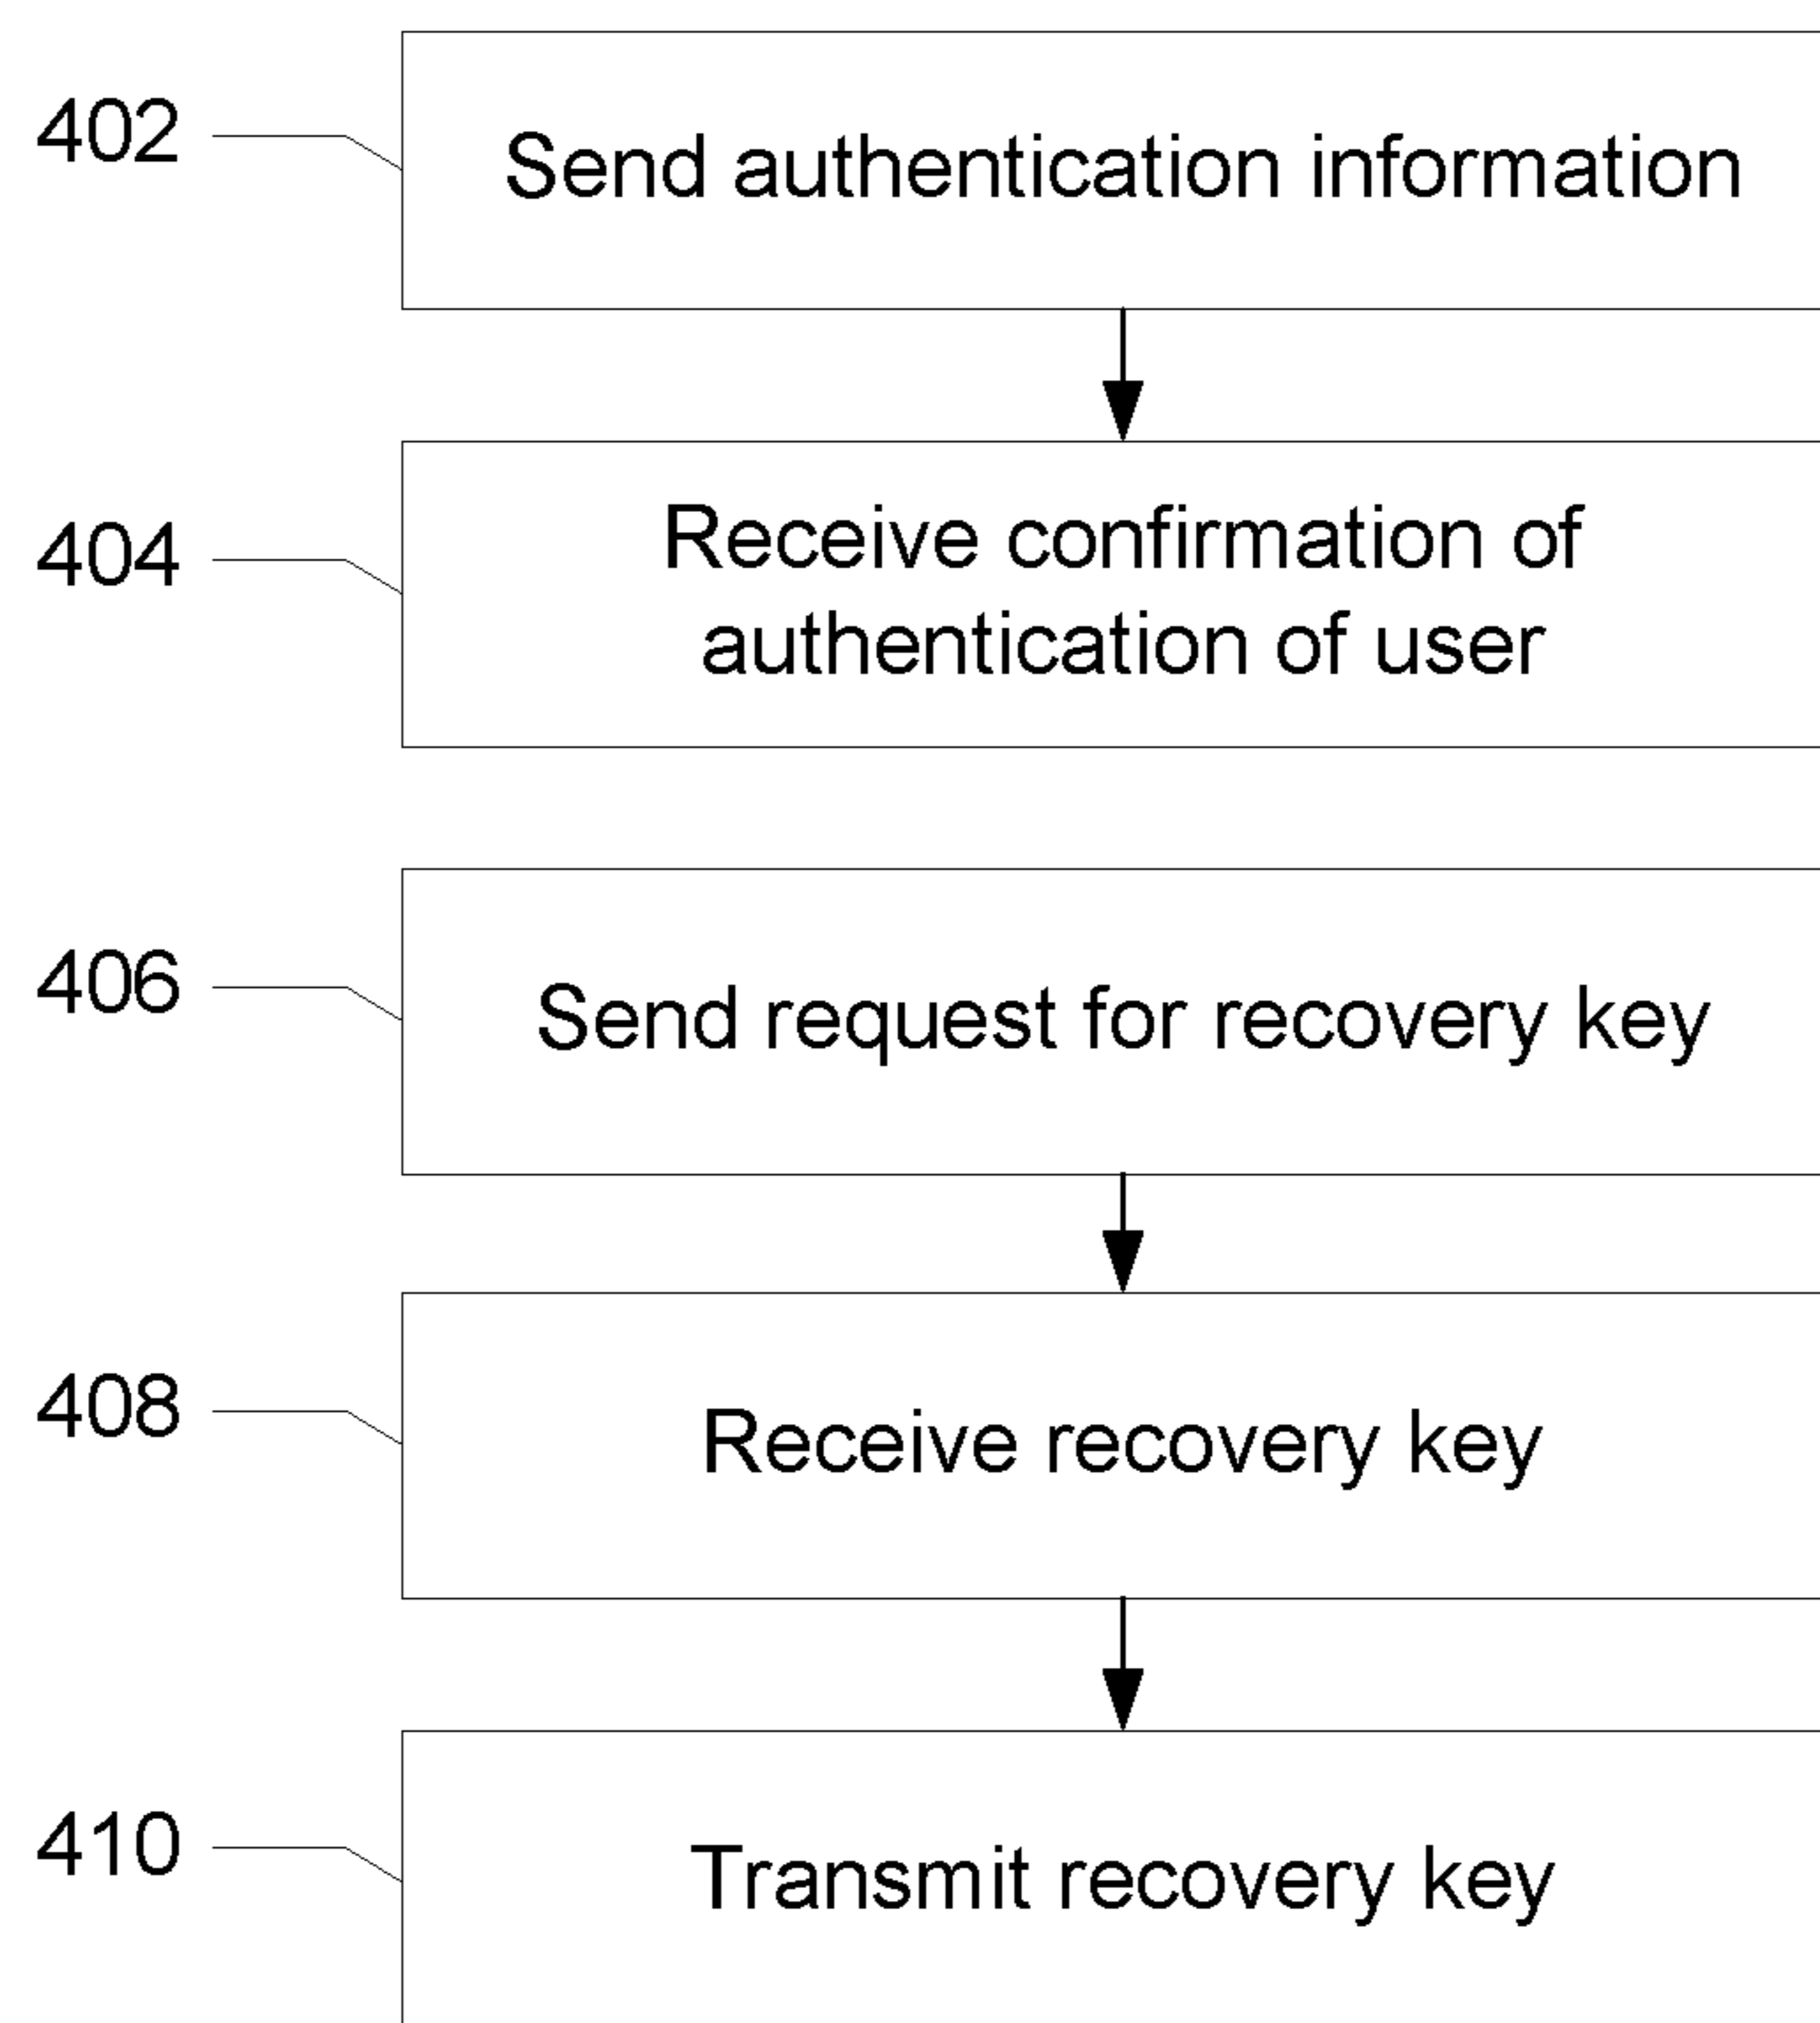 402
Send authentication information
404
Receive confirmation of
authentication of user
406
Send request for recovery key
408
Receive recovery key
410
Transmit recovery key